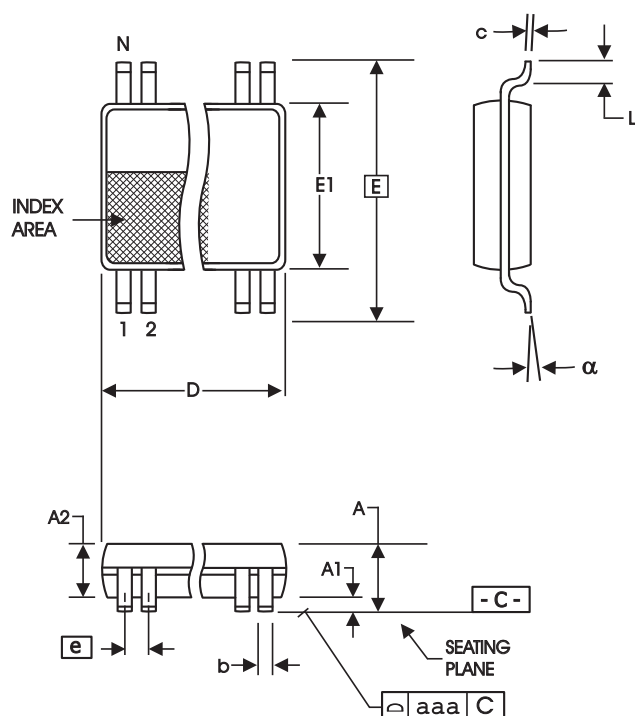 N
c
L
E1
E
INDEX
AREA
1 2
α
D
A2
A
A1
- C -
e
b
SEATING
PLANE
aaa C